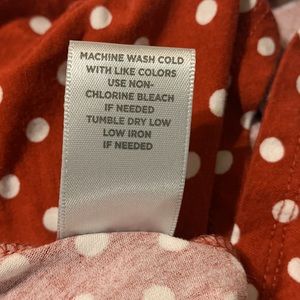 MACHINE WASH COLD
WITH LIKE COLORS
USE NON-
CHLORINE BLEACH
IF NEEDED
TUMBLE DRY LOW
LOW IRON
IF NEEDED